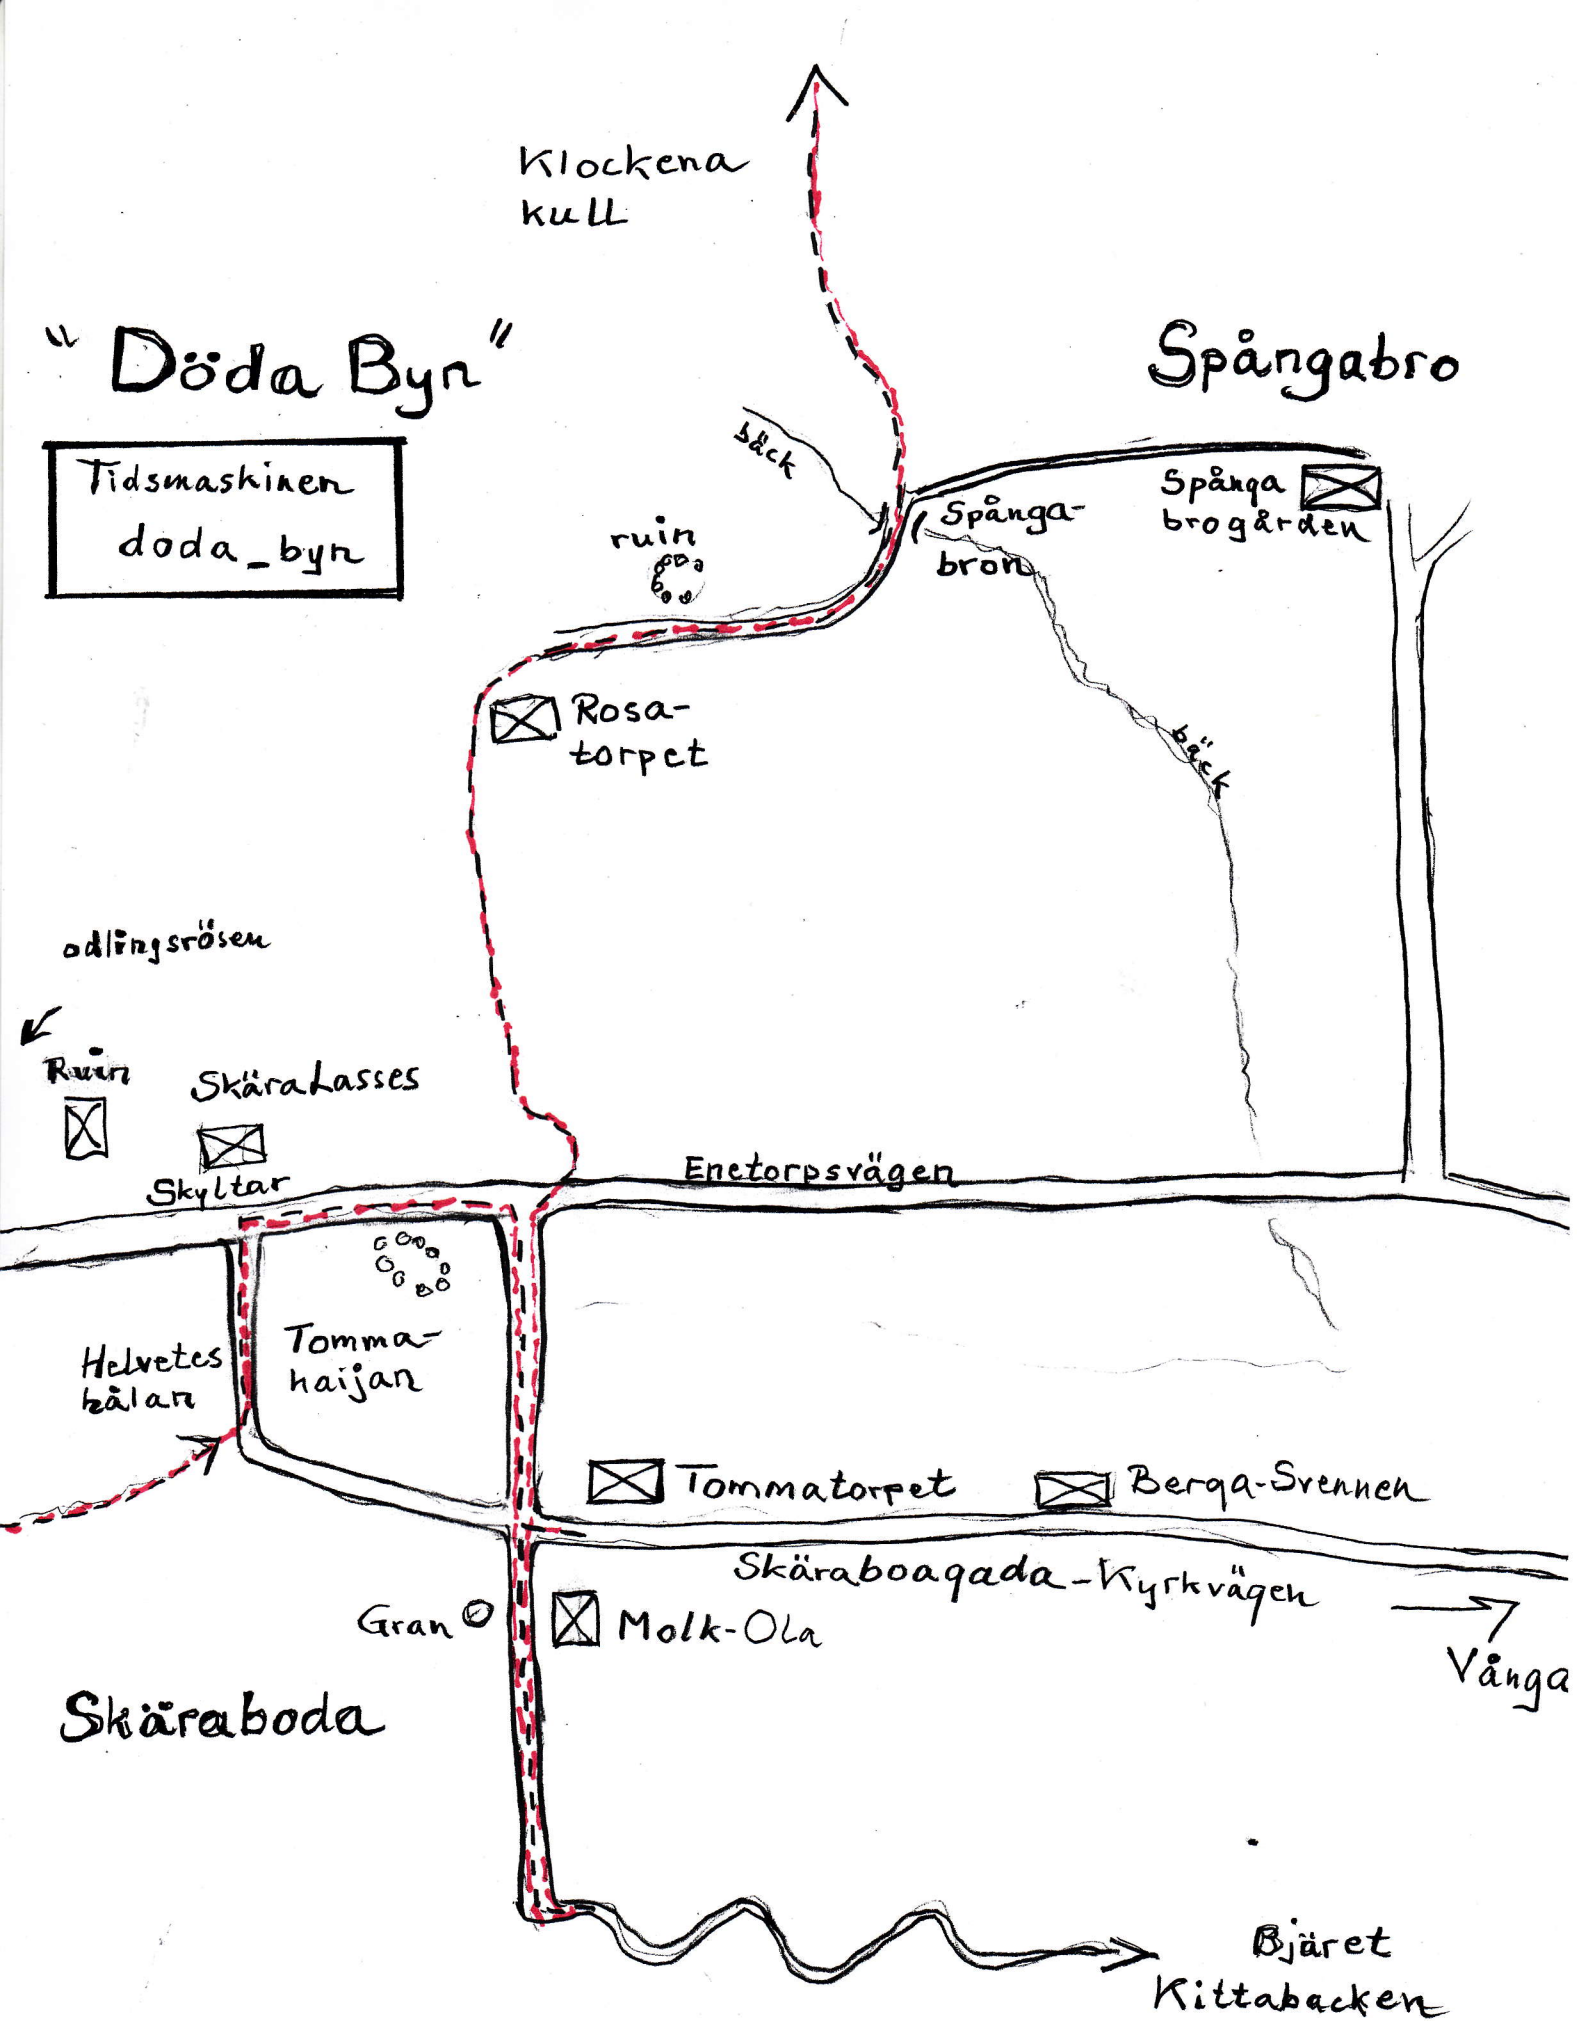 Klockena
kull
"Döda Byn"
Spångabro
Tidsmaskinen
doda_byn
bäck
ruin
Spånga-
bron
Spånga
brogården
Rosa-
torpet
bäck
odlingsrösen
Ruin
SkäraLasses
Skyltar
Enetorpsvägen
Helvetes
hålan
Tomma-
haijan
Tommatorpet
Berga-Svennen
Skäraboagada-Kyrkvägen
Gran
Molk-Ola
Vånga
Skäraboda
Bjäret
Kittabacken